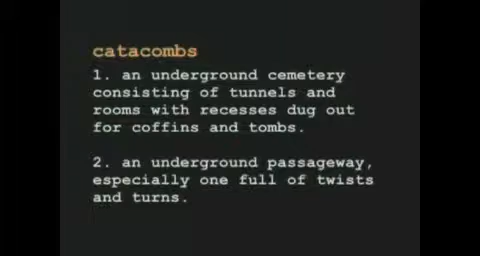 catacombs
1. an underground cemetery
consisting of tunnels and
rooms with recesses dug out
for coffins and tombs.
2. an underground passageway,
especially one full of twists
and turns.